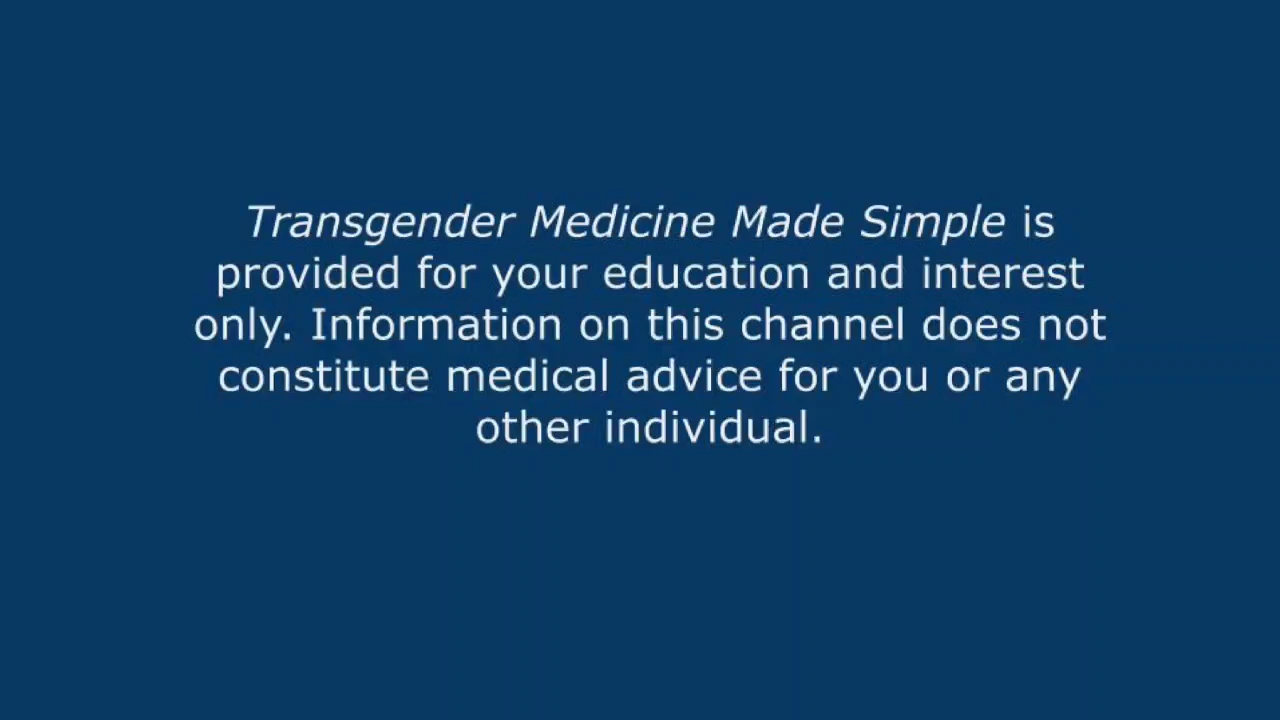 Transgender Medicine Made Simple is
provided for your education and interest
only. Information on this channel does not
constitute medical advice for you or any
other individual.